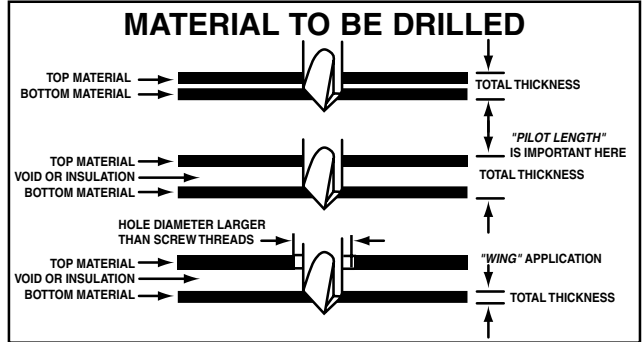 MATERIAL TO BE DRILLED
TOP MATERIAL
BOTTOM MATERIAL
TOTAL THICKNESS
"PILOT LENGTH"
IS IMPORTANT HERE
TOP MATERIAL
VOID OR INSULATION
BOTTOM MATERIAL
TOTAL THICKNESS
HOLE DIAMETER LARGER
THAN SCREW THREADS
TOP MATERIAL
VOID OR INSULATION
BOTTOM MATERIAL
"WING" APPLICATION
TOTAL THICKNESS